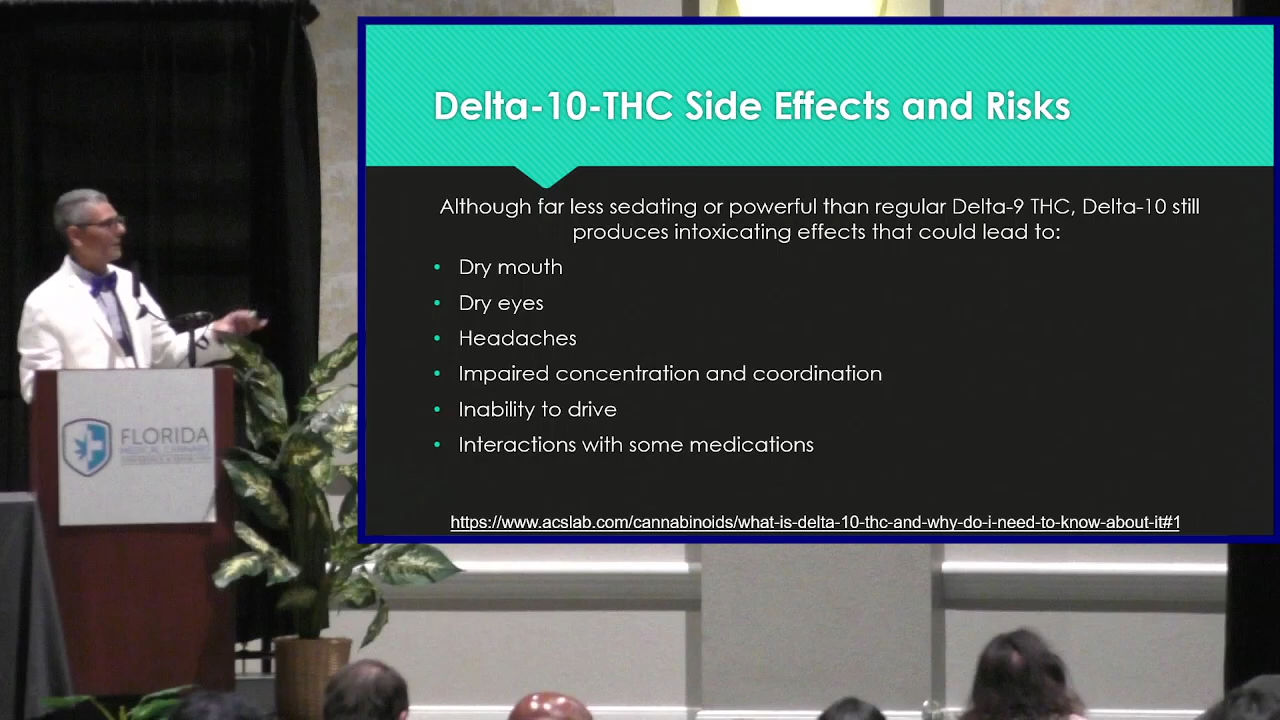 Delta-10-THC Side Effects and Risks
Although far less sedating or powerful than regular Delta-9 THC, Delta-10 still
produces intoxicating effects that could lead to:
• Dry mouth
• Dry eyes
• Headaches
• Impaired concentration and coordination
• Inability to drive
• Interactions with some medications
https://www.acslab.com/cannabinoids/what-is-delta-10-thc-and-why-do-i-need-to-know-about-it#1
FLORIDA
MEDICAL CANNABIS